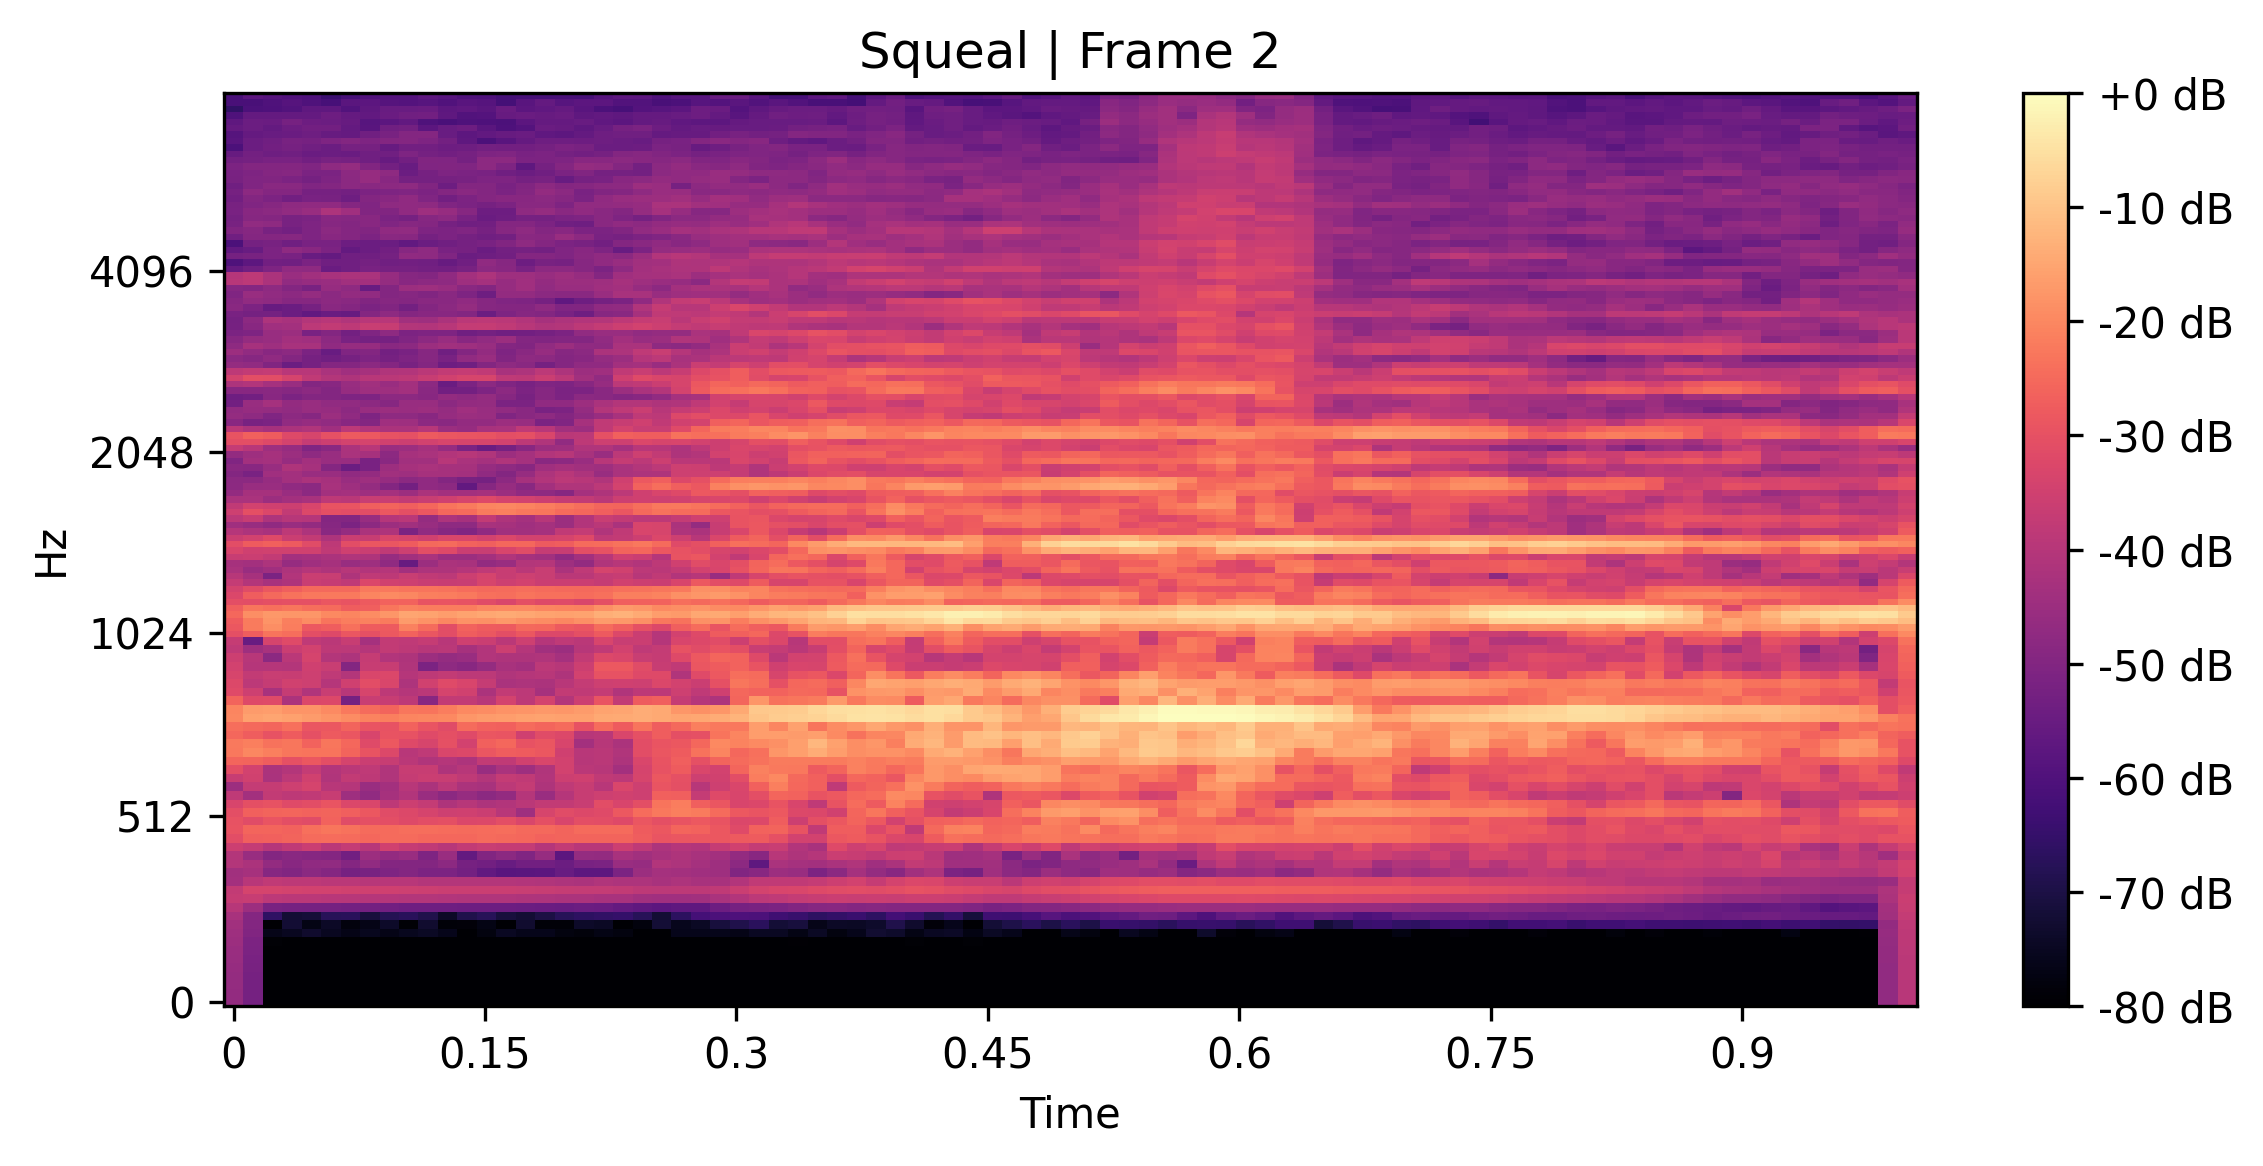 Squeal | Frame 2
+0 dB
-10 dB
-20 dB
-30 dB
-40 dB
-50 dB
-60 dB
-70 dB
-80 dB
Hz
4096
2048
1024
512
0
0 0.15 0.3 0.45 0.6 0.75 0.9
Time